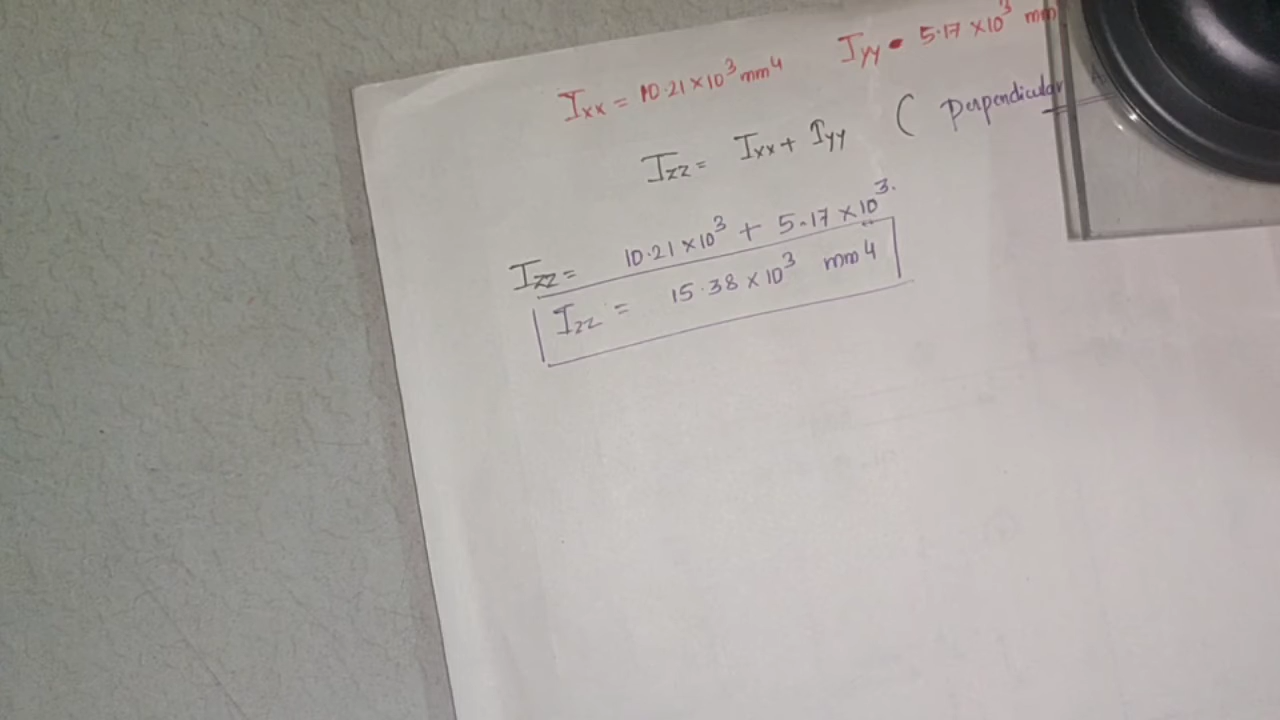 Ixx = 10.21 × 10³ mm⁴ Iyy = 5.17 × 10³ mm
Izz = Ixx + Iyy ( Perpendicular
Izz = 10.21 × 10³ + 5.17 × 10³.
Izz = 15.38 × 10³ mm⁴